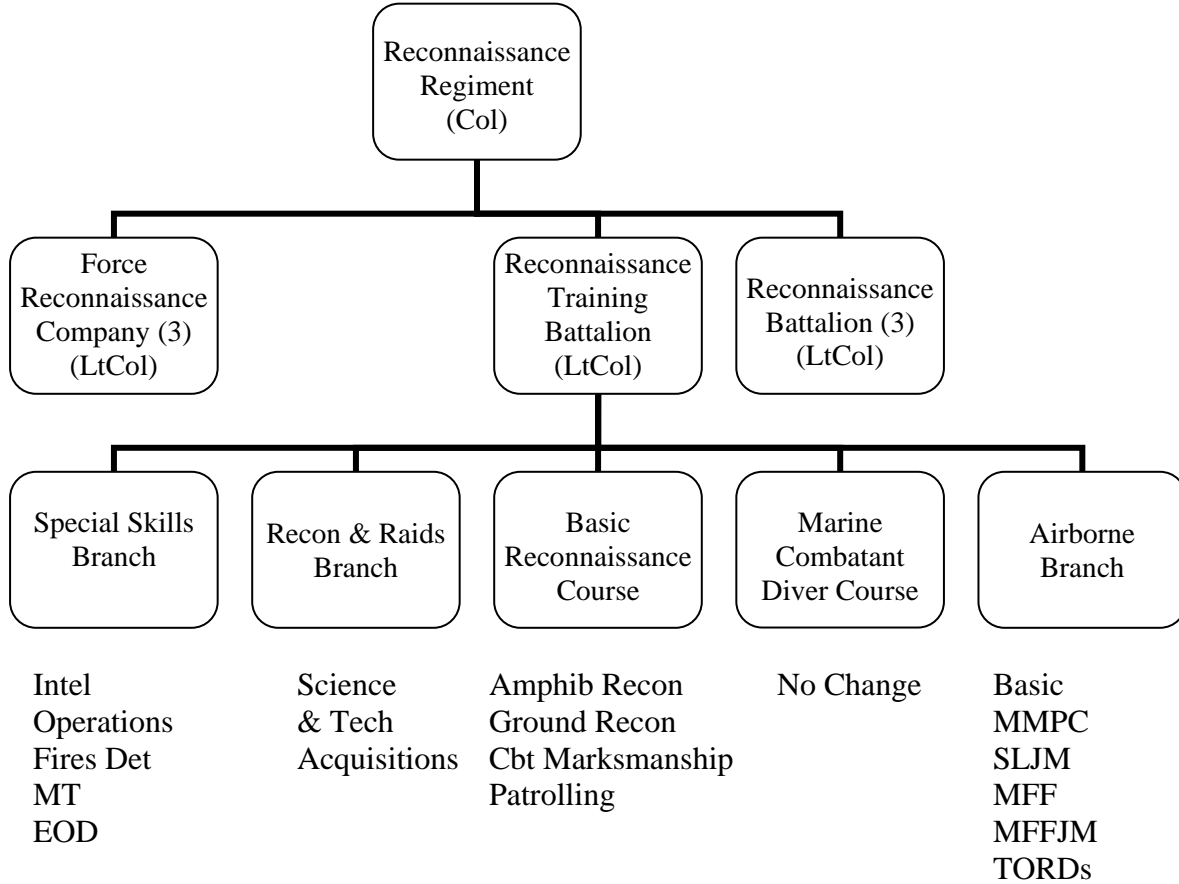 Reconnaissance
Regiment
(Col)
Force
Reconnaissance
Company (3)
(LtCol)
Reconnaissance
Training
Battalion
(LtCol)
Reconnaissance
Battalion (3)
(LtCol)
Special Skills
Branch
Recon & Raids
Branch
Basic
Reconnaissance
Course
Marine
Combatant
Diver Course
Airborne
Branch
Intel
Operations
Fires Det
MT
EOD
Science
& Tech
Acquisitions
Amphib Recon
Ground Recon
Cbt Marksmanship
Patrolling
No Change
Basic
MMPC
SLJM
MFF
MFFJM
TORDs